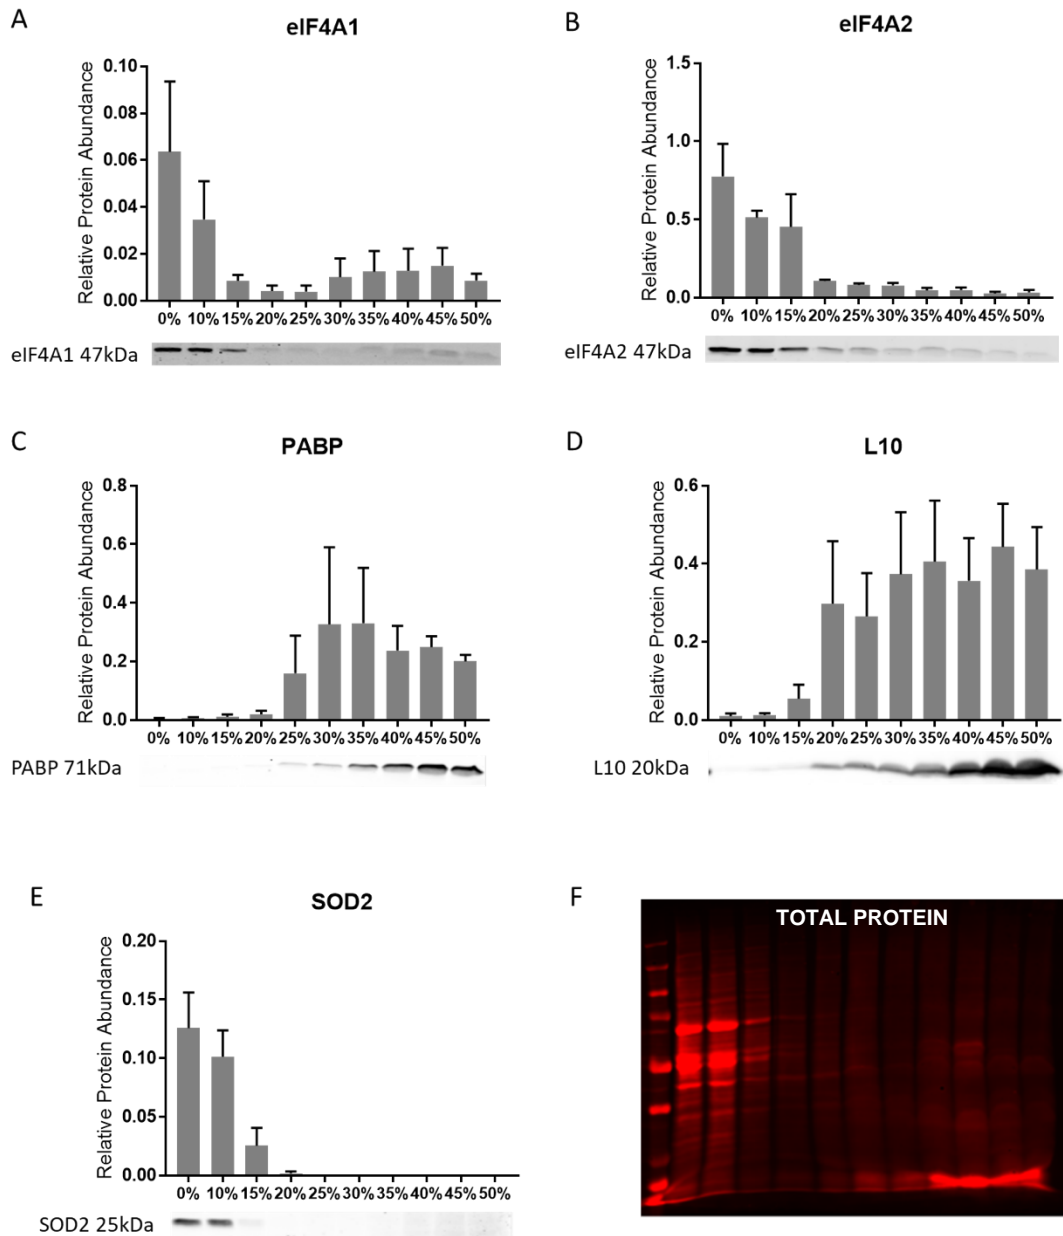 A
eIF4A1
Relative Protein Abundance
0.10
0.08
0.06
0.04
0.02
0.00
0% 10% 15% 20% 25% 30% 35% 40% 45% 50%
eIF4A1 47kDa
B
eIF4A2
Relative Protein Abundance
1.5
1.0
0.5
0.0
0% 10% 15% 20% 25% 30% 35% 40% 45% 50%
eIF4A2 47kDa
C
PABP
Relative Protein Abundance
0.8
0.6
0.4
0.2
0.0
0% 10% 15% 20% 25% 30% 35% 40% 45% 50%
PABP 71kDa
D
L10
Relative Protein Abundance
0.6
0.4
0.2
0.0
0% 10% 15% 20% 25% 30% 35% 40% 45% 50%
L10 20kDa
E
SOD2
Relative Protein Abundance
0.20
0.15
0.10
0.05
0.00
0% 10% 15% 20% 25% 30% 35% 40% 45% 50%
SOD2 25kDa
F
TOTAL PROTEIN